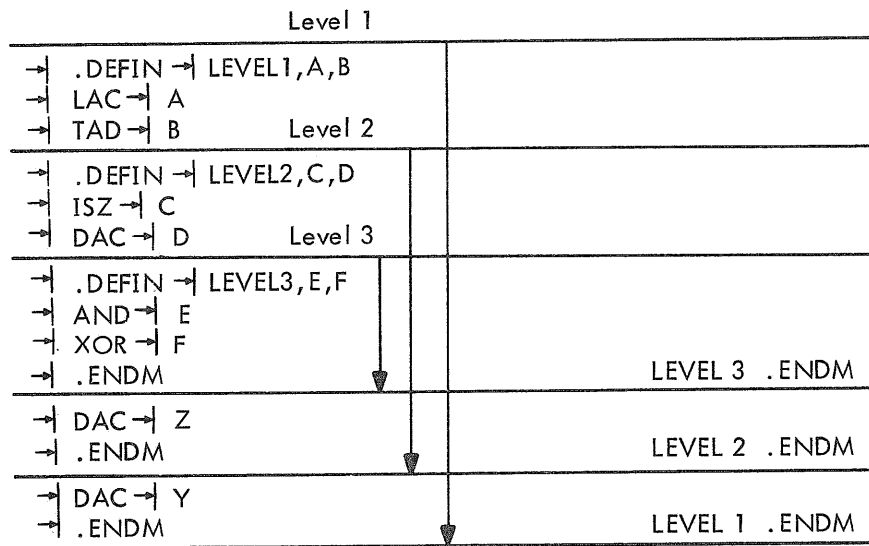 Level 1
→| .DEFIN →| LEVEL1,A,B
→| LAC →| A
→| TAD →| B Level 2
→| .DEFIN →| LEVEL2,C,D
→| ISZ →| C
→| DAC →| D Level 3
→| .DEFIN →| LEVEL3,E,F
→| AND →| E
→| XOR →| F
→| .ENDM LEVEL 3 .ENDM
→| DAC →| Z
→| .ENDM LEVEL 2 .ENDM
→| DAC →| Y
→| .ENDM LEVEL 1 .ENDM